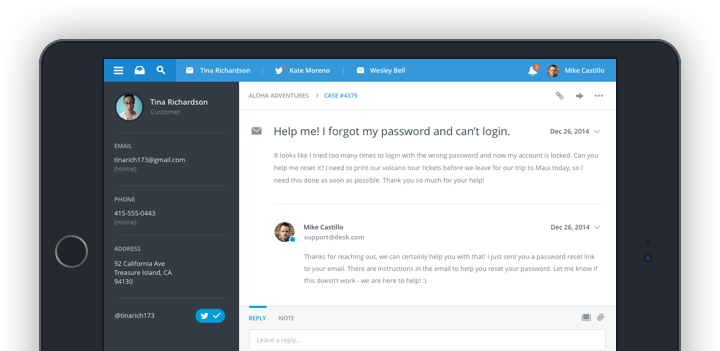 Tina Richardson
Kate Moreno
Wesley Bell
Mike Castillo
Tina Richardson
Customer
EMAIL
tinarich173@gmail.com
(Home)
PHONE
415-555-0443
(Home)
ADDRESS
92 California Ave
Treasure Island, CA
94130
@tinarich173
ALOHA ADVENTURES > CASE #4379
Help me! I forgot my password and can't login. Dec 26, 2014
It looks like I tried too many times to login with the wrong password and now my account is locked. Can you
help me reset it? I need to print our volcano tour tickets before we leave for our trip to Maui today, so I
need this done as soon as possible. Thank you so much for your help!
Mike Castillo Dec 26, 2014
support@desk.com
Thanks for reaching out, we can certainly help you with that! I just sent you a password reset link
to your email. There are instructions in the email to help you reset your password. Let me know if
this doesn't work - we are here to help! :)
REPLY NOTE
Leave a reply...